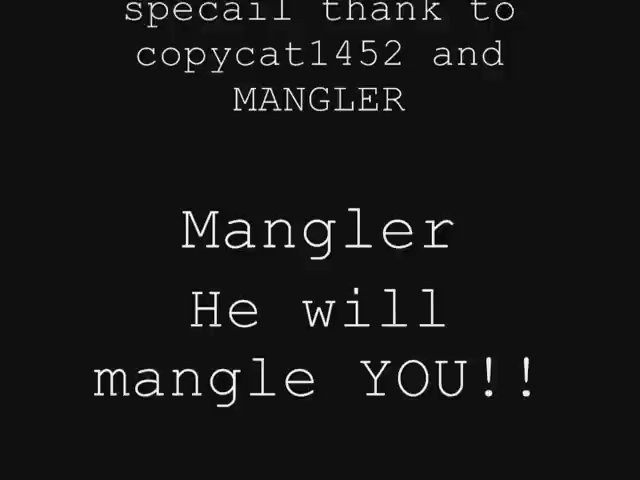 specail thank to
copycat1452 and
MANGLER
Mangler
He will
mangle YOU!!